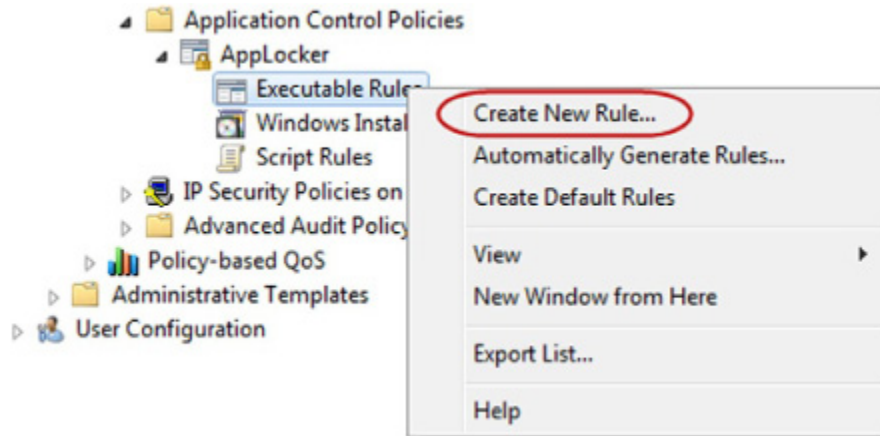 Application Control Policies
AppLocker
Executable Rules
Windows Instal
Script Rules
IP Security Policies on
Advanced Audit Policy
Policy-based QoS
Administrative Templates
User Configuration
Create New Rule...
Automatically Generate Rules...
Create Default Rules
View
New Window from Here
Export List...
Help